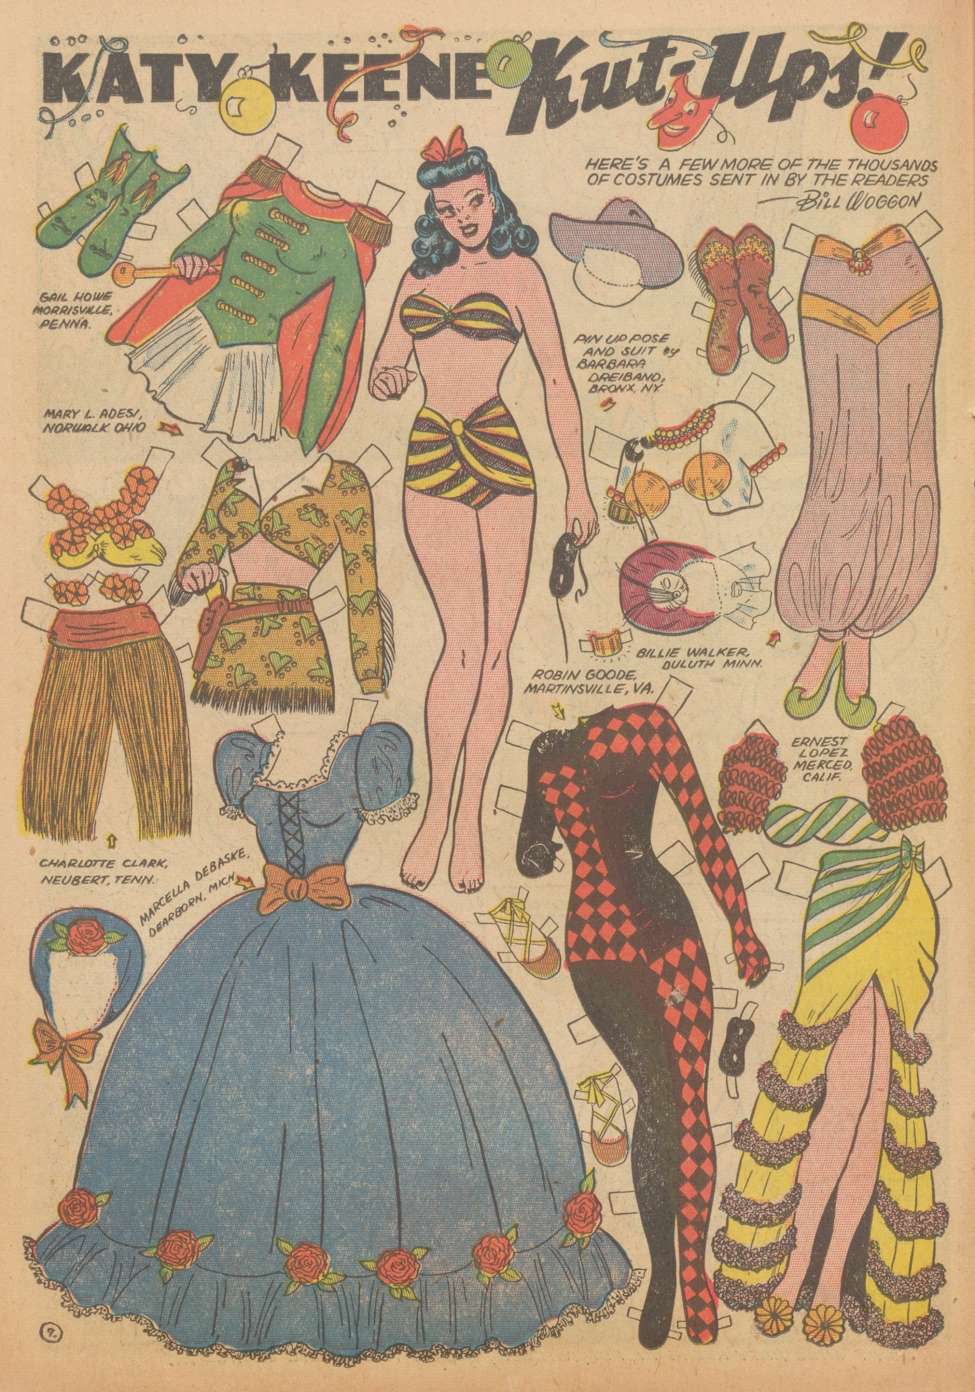 KATY KEENE Kut-Ups!
HERE'S A FEW MORE OF THE THOUSANDS
OF COSTUMES SENT IN BY THE READERS
—BILL WOGGON
GAIL HOWE
MORRISVILLE,
PENNA.
MARY L. ADESI,
NORWALK OHIO
PIN UP POSE
AND SUIT BY
BARBARA
DREIBAND,
BRONX, NY.
BILLIE WALKER,
DULUTH MINN.
ROBIN GOODE,
MARTINSVILLE, VA.
ERNEST
LOPEZ
MERCED,
CALIF.
CHARLOTTE CLARK,
NEUBERT, TENN.
MARCELLA DEBASKE,
DEARBORN, MICH.
7.